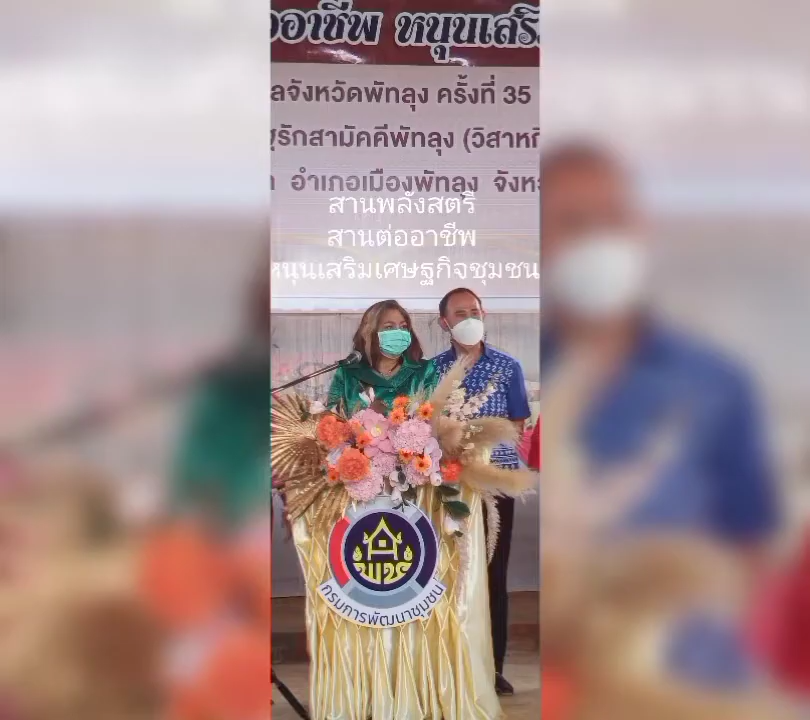 ออาชีพ หนุนเสริ
ลจังหวัดพัทลุง ครั้งที่ 35
ฐรักสามัคคีพัทลุง (วิสาหกิ
อำเภอเมืองพัทลุง จังหว
สานพลังสตรี
สานต่ออาชีพ
หนุนเสริมเศรษฐกิจชุมชน
กรมการพัฒนาชุมชน